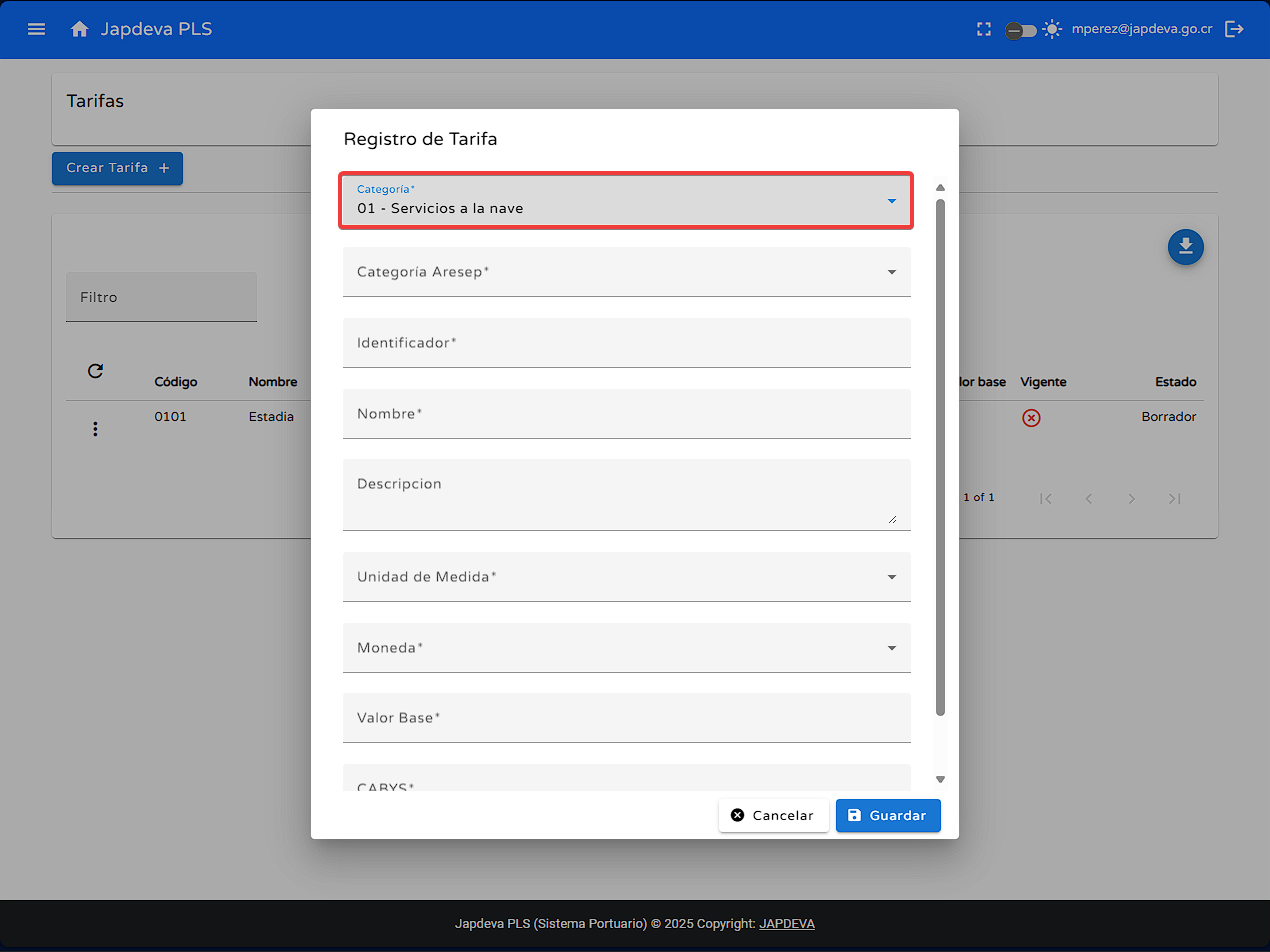 Japdeva PLS
mperez@japdeva.go.cr
Tarifas
Crear Tarifa +
Registro de Tarifa
Categoría*
01 - Servicios a la nave
Categoría Aresep*
Identificador*
Nombre*
Descripcion
Unidad de Medida*
Moneda*
Valor Base*
CABYS*
Cancelar
Guardar
Filtro
Código Nombre lor base Vigente Estado
0101 Estadia Borrador
1 of 1
Japdeva PLS (Sistema Portuario) © 2025 Copyright: JAPDEVA